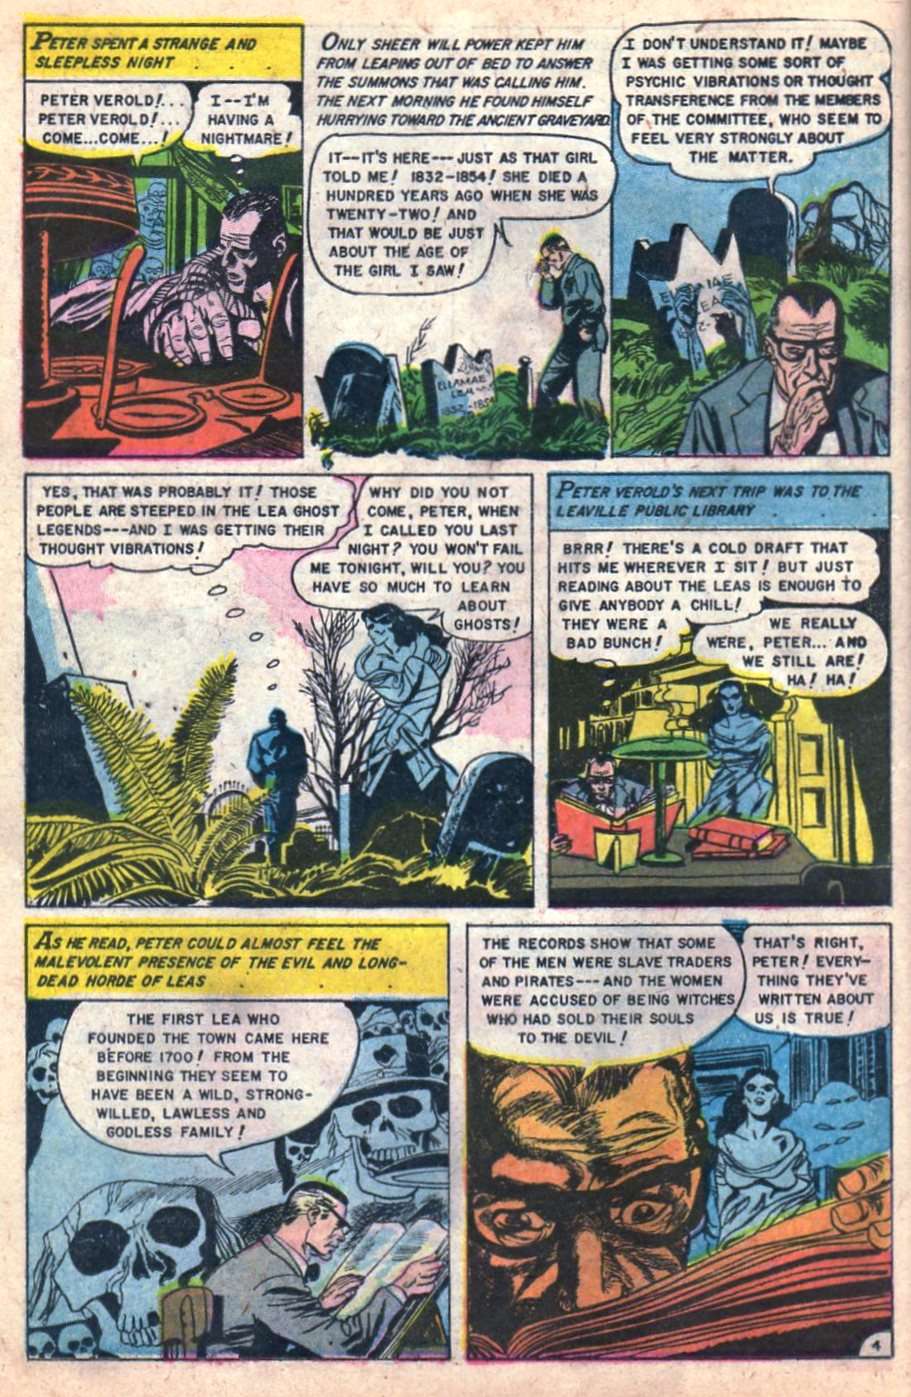 PETER SPENT A STRANGE AND
SLEEPLESS NIGHT
PETER VEROLD!...
PETER VEROLD!...
COME...COME...!
I--I'M
HAVING A
NIGHTMARE!
ONLY SHEER WILL POWER KEPT HIM
FROM LEAPING OUT OF BED TO ANSWER
THE SUMMONS THAT WAS CALLING HIM.
THE NEXT MORNING HE FOUND HIMSELF
HURRYING TOWARD THE ANCIENT GRAVEYARD
IT--IT'S HERE---JUST AS THAT GIRL
TOLD ME! 1832-1854! SHE DIED A
HUNDRED YEARS AGO WHEN SHE WAS
TWENTY-TWO! AND
THAT WOULD BE JUST
ABOUT THE AGE OF
THE GIRL I SAW!
ELLAMAE
LEA
1832-1854
I DON'T UNDERSTAND IT! MAYBE
I WAS GETTING SOME SORT OF
PSYCHIC VIBRATIONS OR THOUGHT
TRANSFERENCE FROM THE MEMBERS
OF THE COMMITTEE, WHO SEEM TO
FEEL VERY STRONGLY ABOUT
THE MATTER.
YES, THAT WAS PROBABLY IT! THOSE
PEOPLE ARE STEEPED IN THE LEA GHOST
LEGENDS---AND I WAS GETTING THEIR
THOUGHT VIBRATIONS!
WHY DID YOU NOT
COME, PETER, WHEN
I CALLED YOU LAST
NIGHT? YOU WON'T FAIL
ME TONIGHT, WILL YOU? YOU
HAVE SO MUCH TO LEARN
ABOUT
GHOSTS!
PETER VEROLD'S NEXT TRIP WAS TO THE
LEAVILLE PUBLIC LIBRARY
BRRR! THERE'S A COLD DRAFT THAT
HITS ME WHEREVER I SIT! BUT JUST
READING ABOUT THE LEAS IS ENOUGH TO
GIVE ANYBODY A CHILL!
THEY WERE A
BAD BUNCH!
WE REALLY
WERE, PETER... AND
WE STILL ARE!
HA! HA!
AS HE READ, PETER COULD ALMOST FEEL THE
MALEVOLENT PRESENCE OF THE EVIL AND LONG-
DEAD HORDE OF LEAS
THE FIRST LEA WHO
FOUNDED THE TOWN CAME HERE
BEFORE 1700! FROM THE
BEGINNING THEY SEEM TO
HAVE BEEN A WILD, STRONG-
WILLED, LAWLESS AND
GODLESS FAMILY!
THE RECORDS SHOW THAT SOME
OF THE MEN WERE SLAVE TRADERS
AND PIRATES---AND THE WOMEN
WERE ACCUSED OF BEING WITCHES
WHO HAD SOLD THEIR SOULS
TO THE DEVIL!
THAT'S RIGHT,
PETER! EVERY-
THING THEY'VE
WRITTEN ABOUT
US IS TRUE!
4